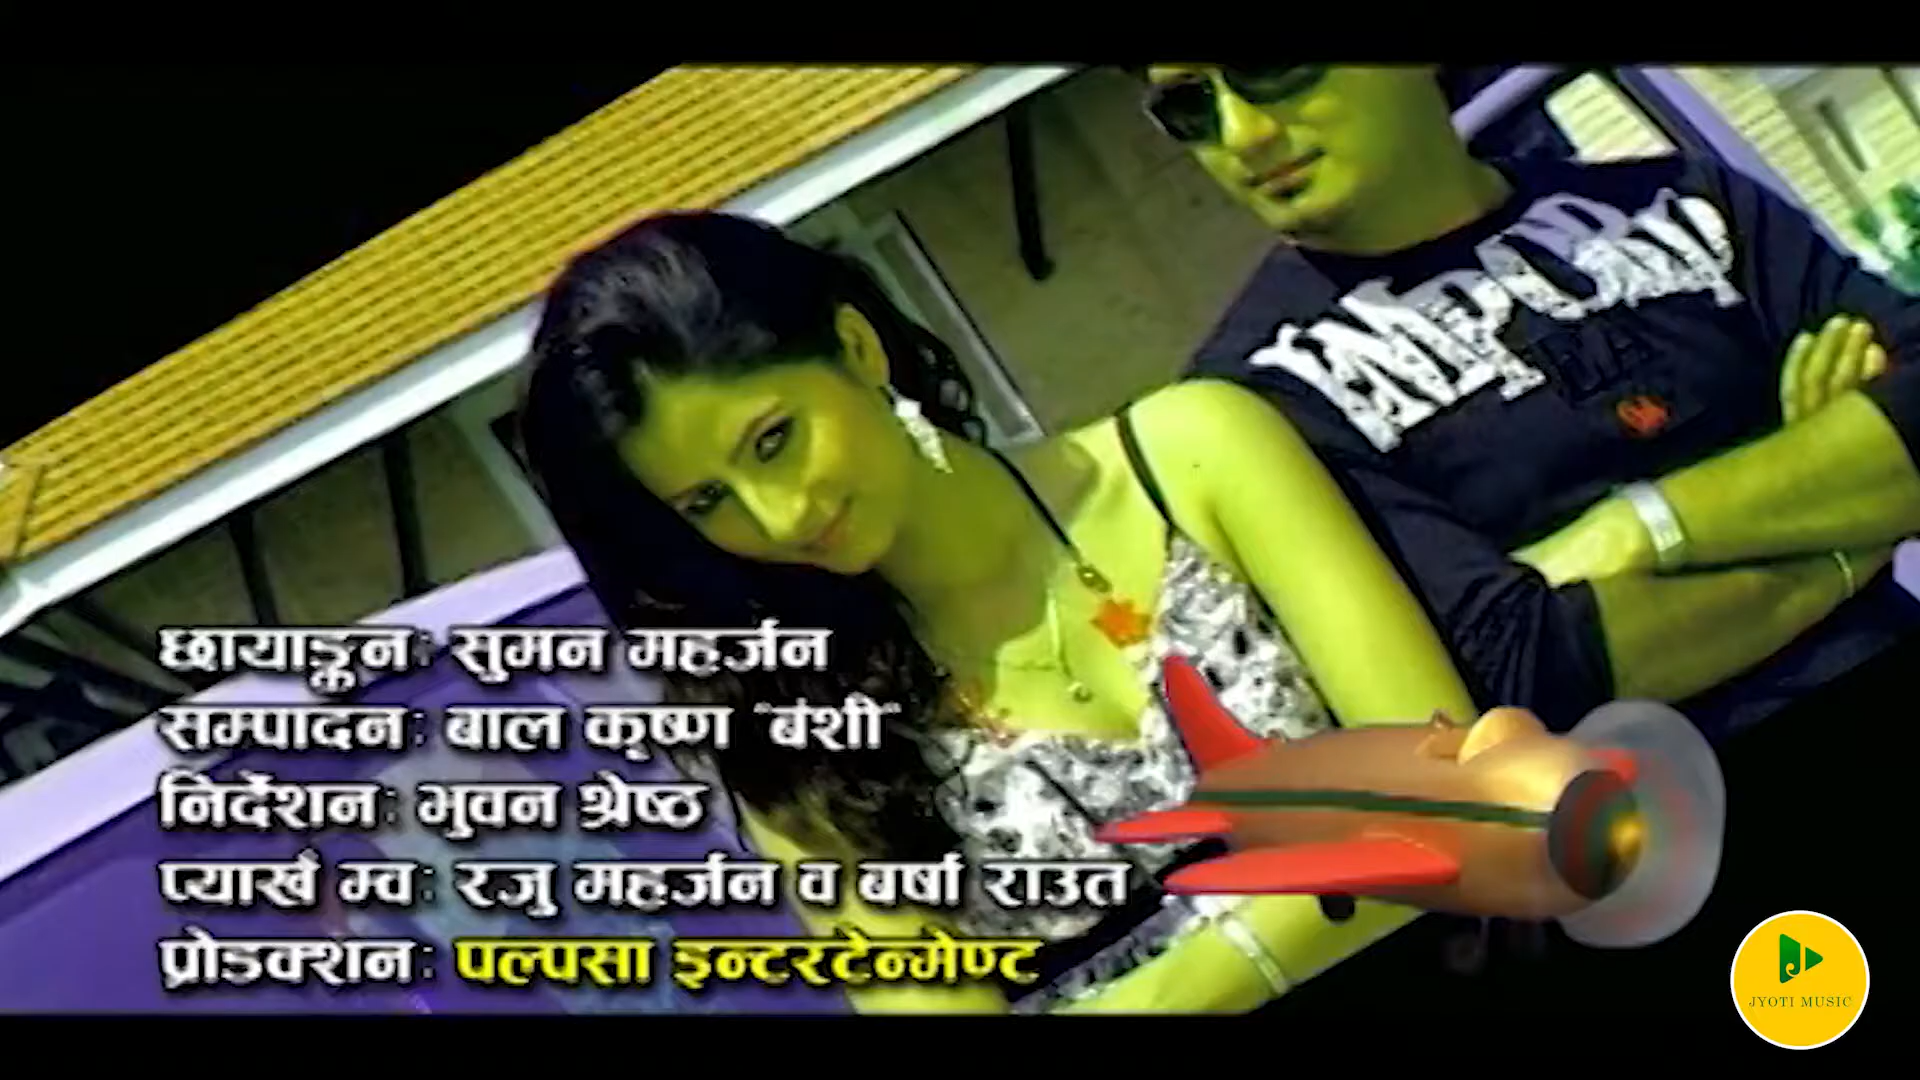 छायाङ्कन: सुमन महर्जन
सम्पादन: बाल कृष्ण "बंशी"
निर्देशन: भुवन श्रेष्ठ
प्याखँ म्व: रजु महर्जन व बर्षा राउत
प्रोडक्शन: पल्पसा इन्टरटेन्मेण्ट
JYOTI MUSIC